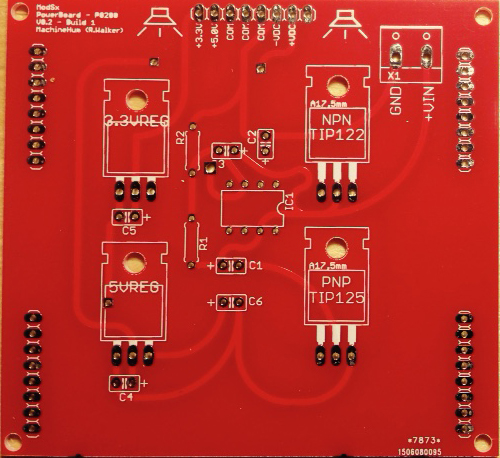 ModSx
PowerBoard - P0200
V0.2 - Build 1
MachineHum (R.Walker)
+3.3V
+5.0V
COM
COM
COM
-VDC
+VDC
X1
GND
+VIN
3.3VREG
R2
C2
3
A17,5mm
NPN
TIP122
IC1
C5
+
R1
+
C1
A17,5mm
PNP
TIP125
5VREG
+
C6
C4
+
*7873*
1506080095